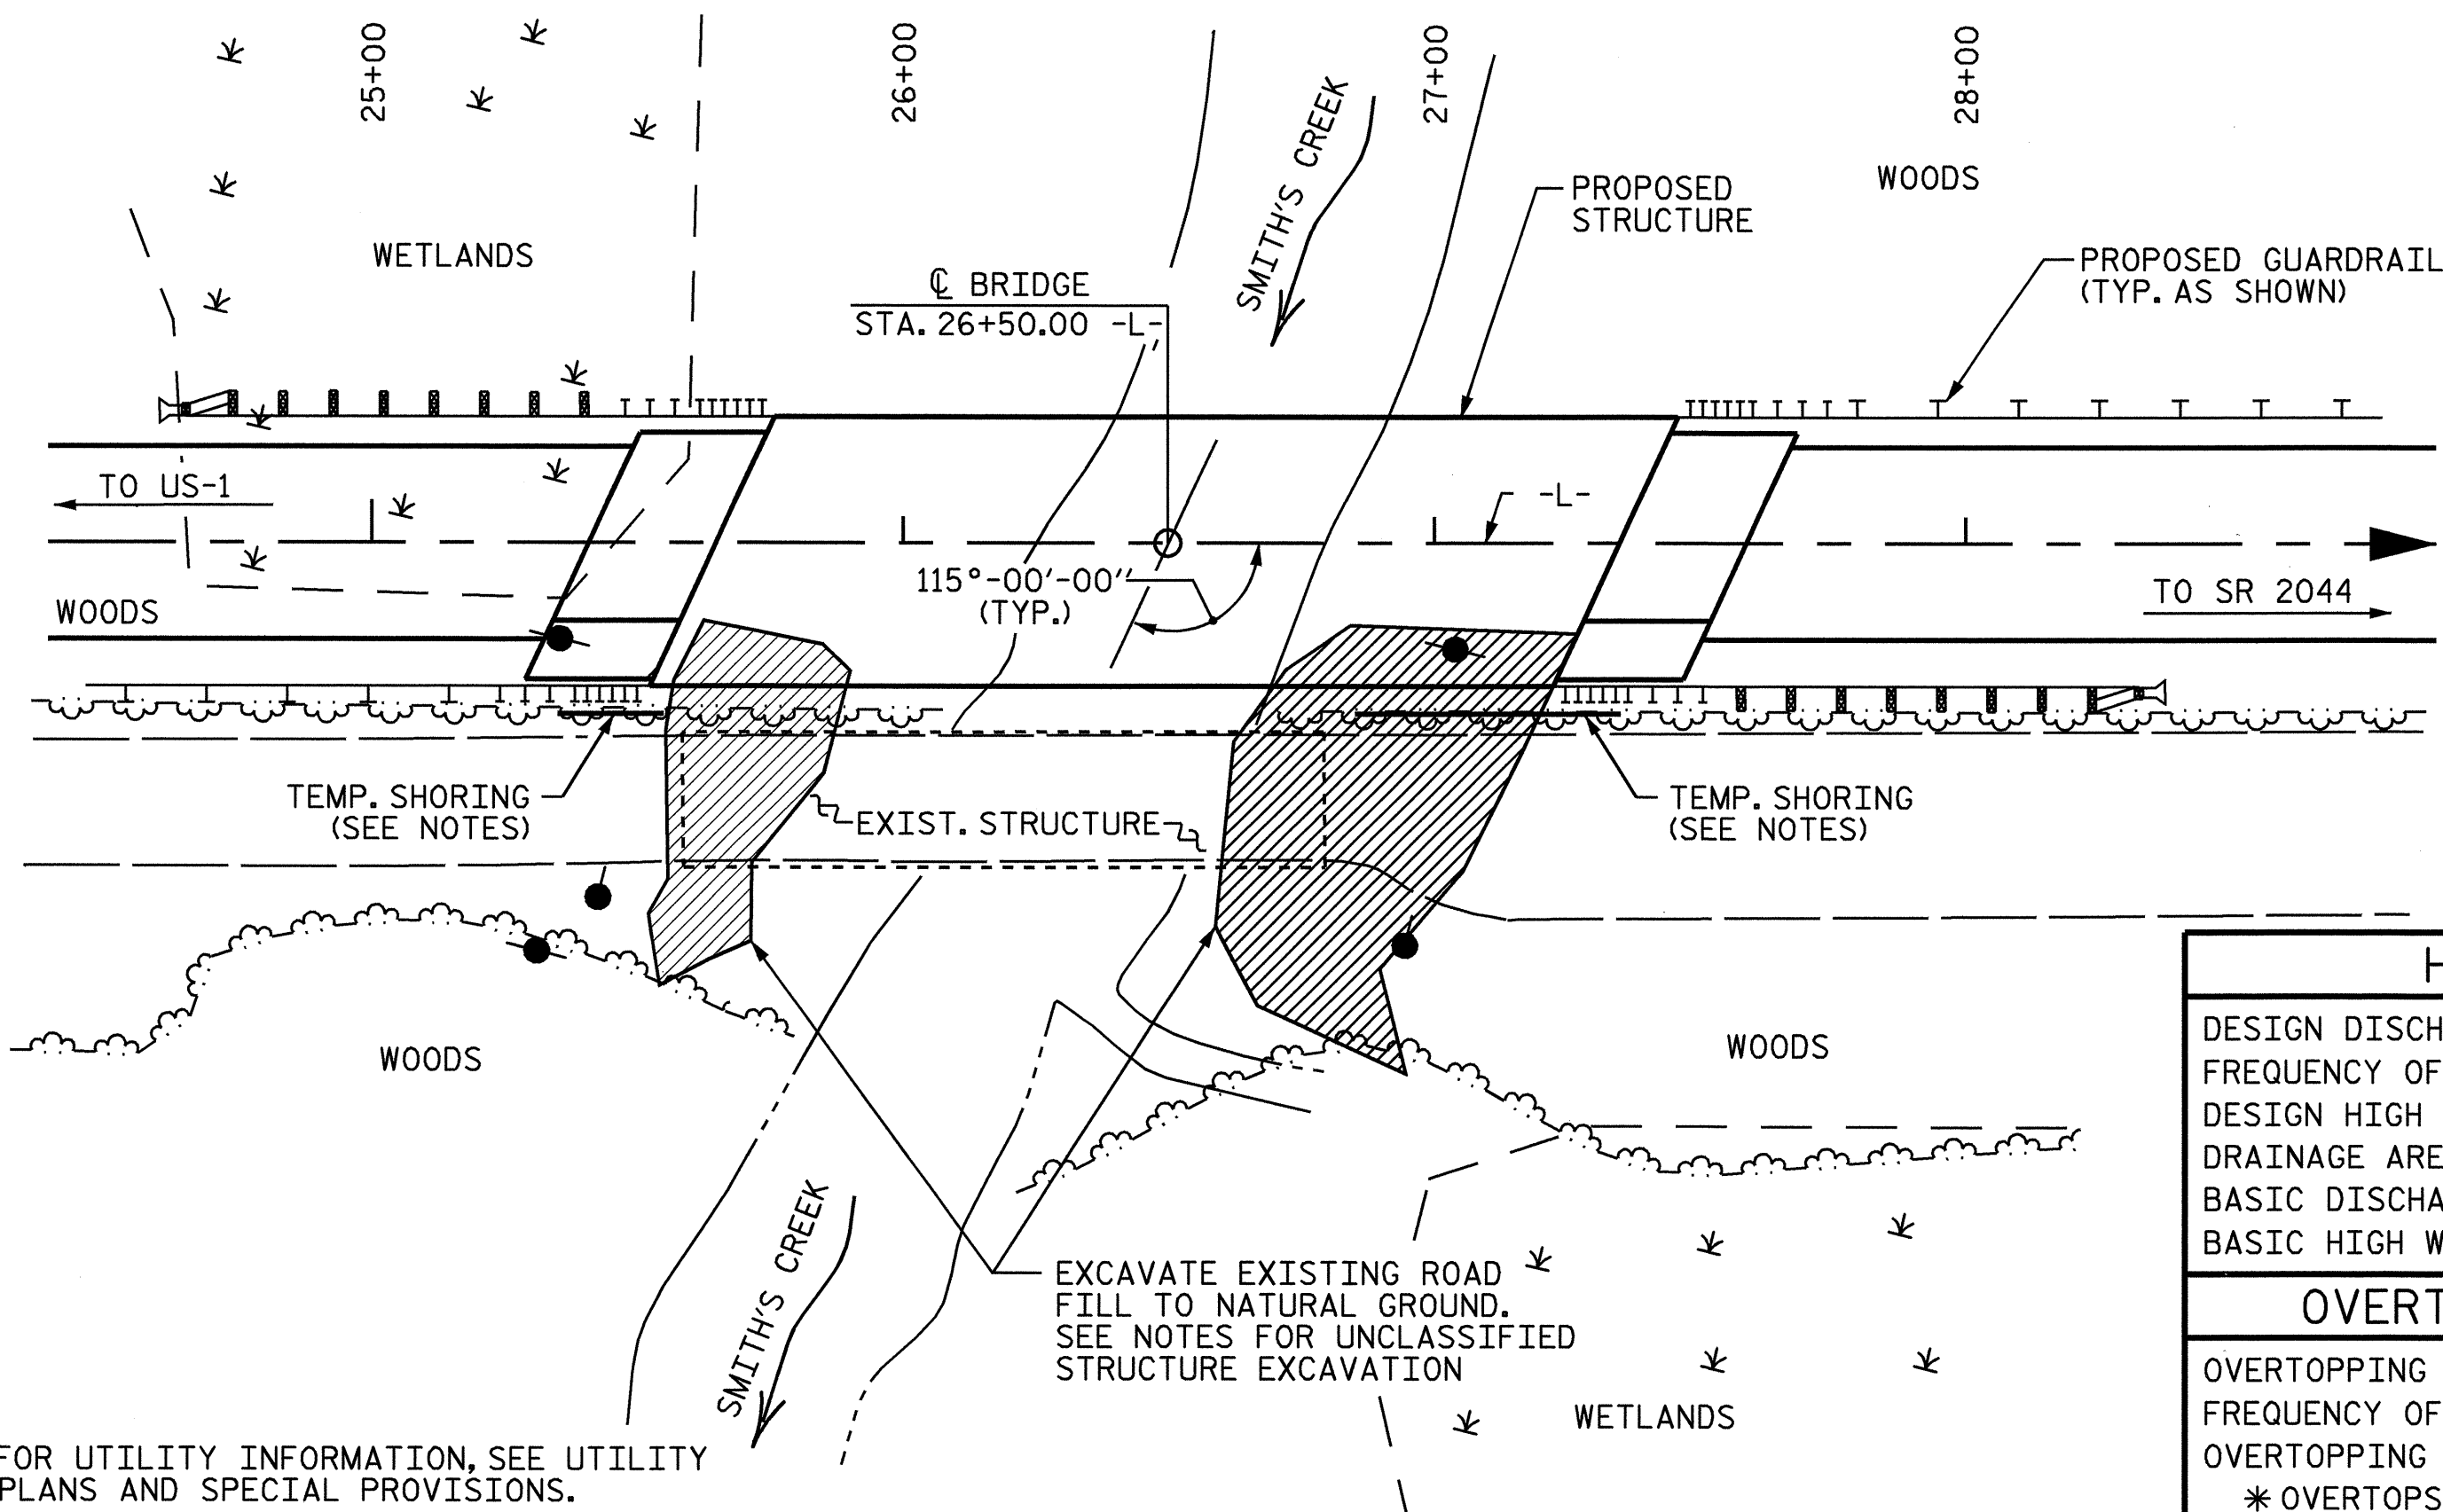 25+00
26+00
27+00
28+00
SMITH'S CREEK
WOODS
PROPOSED
STRUCTURE
WETLANDS
PROPOSED GUARDRAIL
(TYP. AS SHOWN)
℄ BRIDGE
STA. 26+50.00 -L-
TO US-1
-L-
115°-00'-00"
(TYP.)
TO SR 2044
WOODS
TEMP. SHORING
(SEE NOTES)
EXIST. STRUCTURE
TEMP. SHORING
(SEE NOTES)
WOODS
WOODS
H
DESIGN DISCH
FREQUENCY OF
DESIGN HIGH
DRAINAGE ARE
BASIC DISCHA
BASIC HIGH W
SMITH'S CREEK
EXCAVATE EXISTING ROAD
FILL TO NATURAL GROUND.
SEE NOTES FOR UNCLASSIFIED
STRUCTURE EXCAVATION
OVERT
OVERTOPPING
FREQUENCY OF
OVERTOPPING
*OVERTOPS
WETLANDS
FOR UTILITY INFORMATION, SEE UTILITY
PLANS AND SPECIAL PROVISIONS.